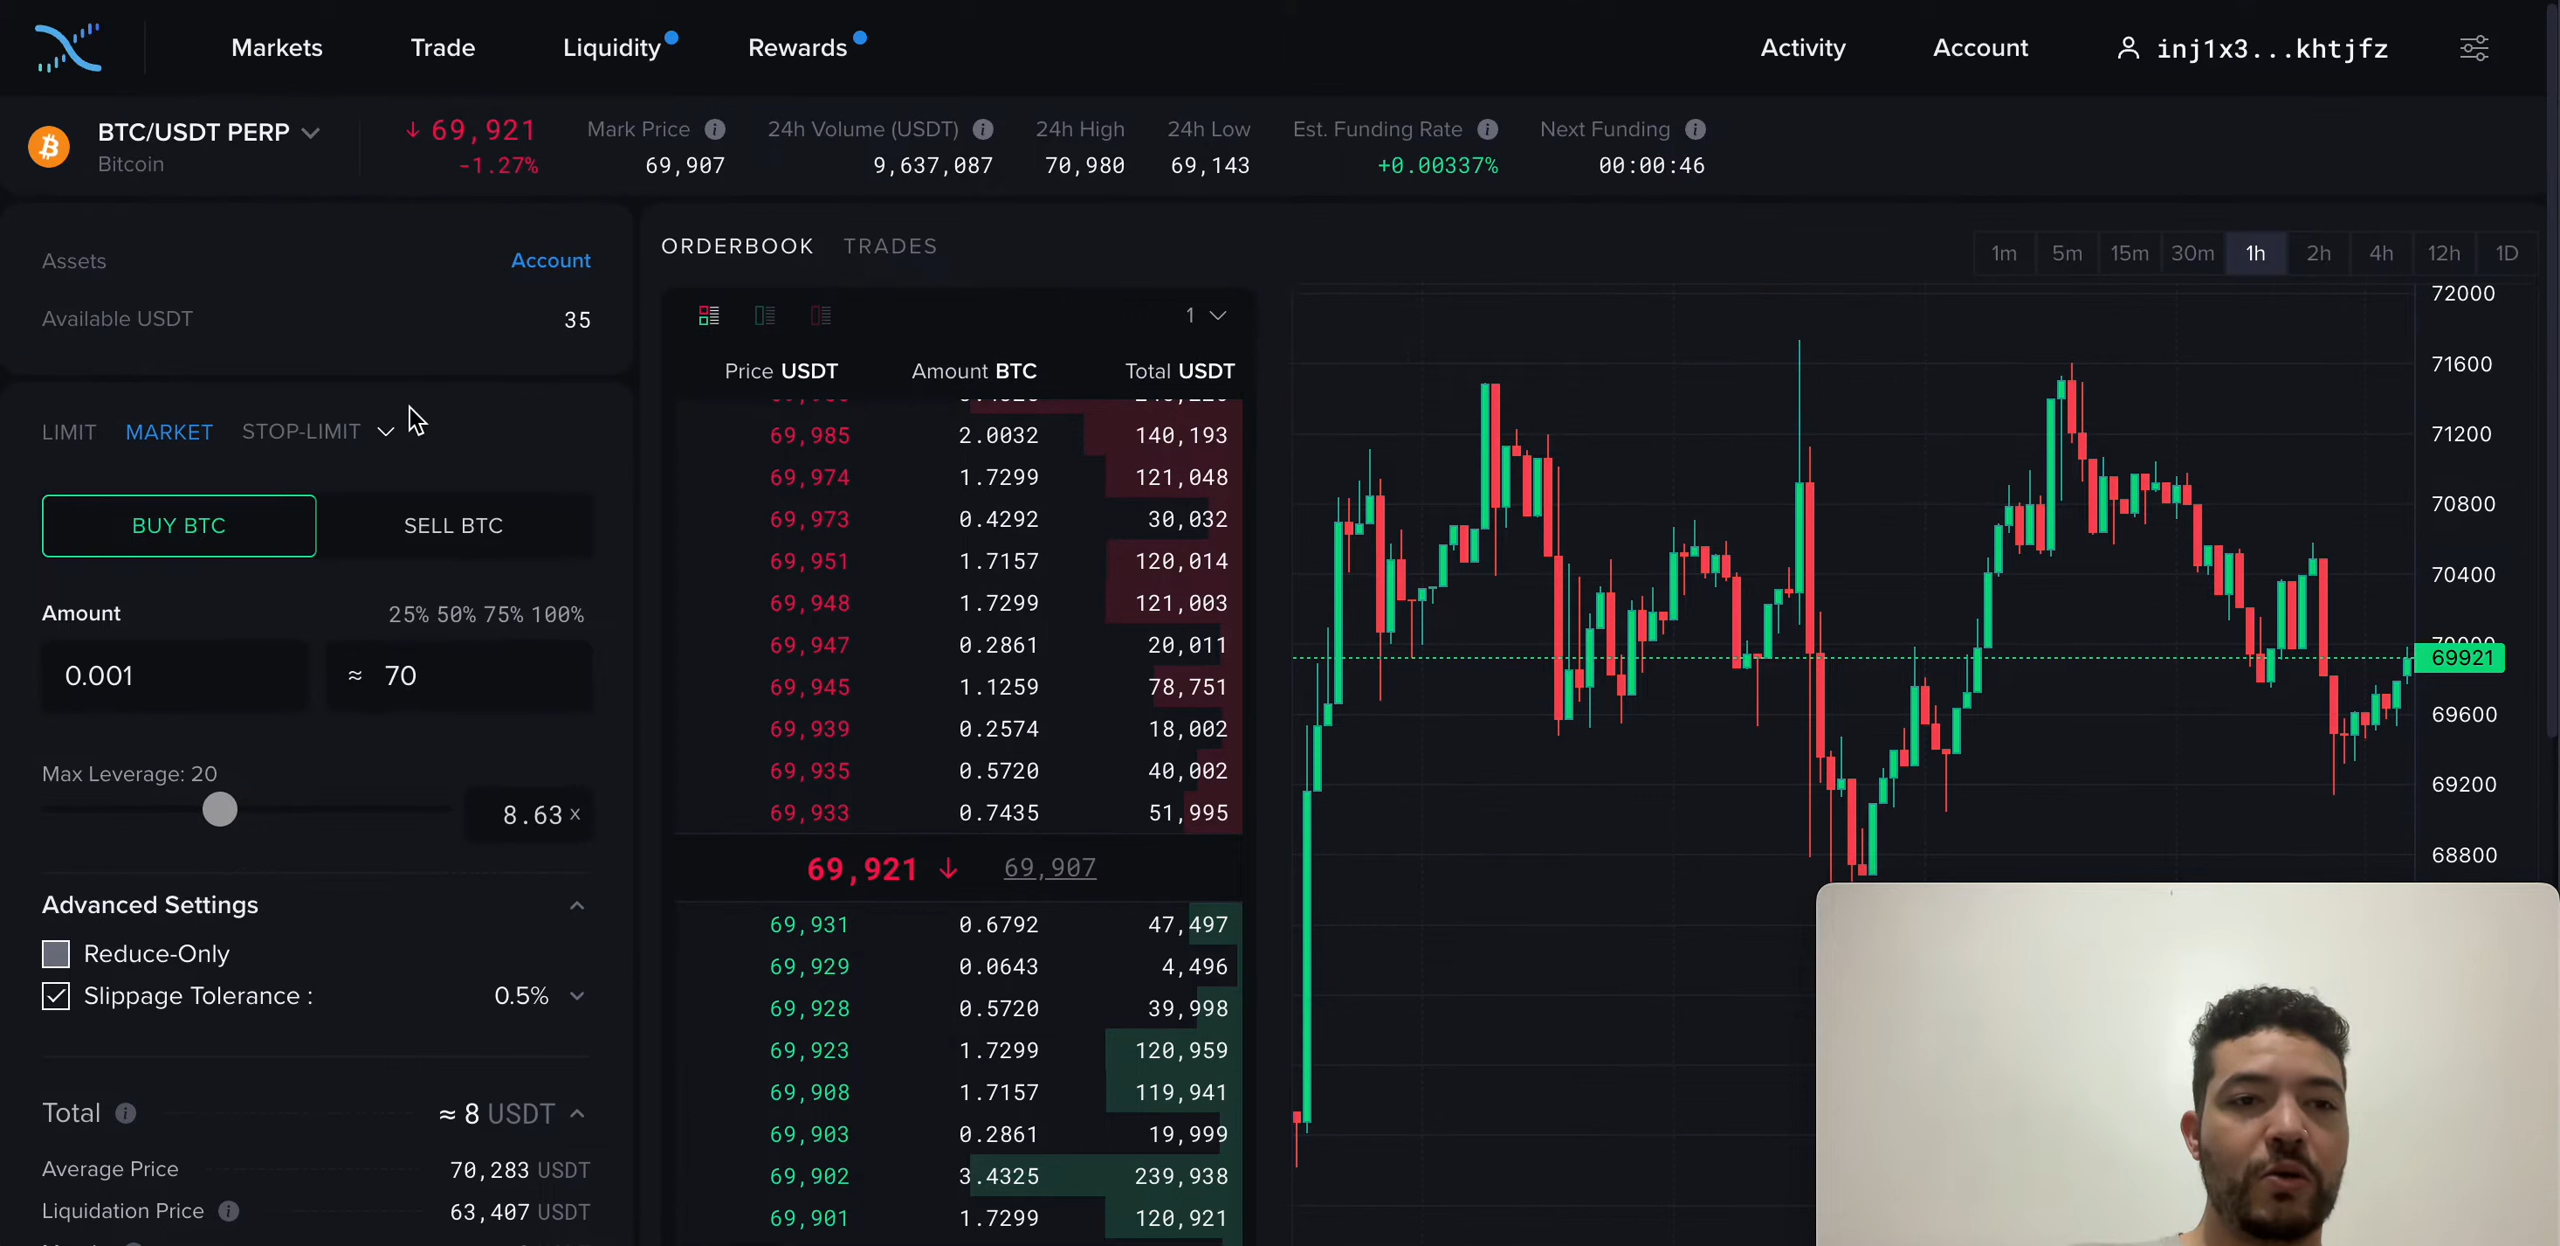 Markets Trade Liquidity Rewards Activity Account inj1x3...khtjfz
BTC/USDT PERP
Bitcoin
↓ 69,921
-1.27%
Mark Price
69,907
24h Volume (USDT)
9,637,087
24h High
70,980
24h Low
69,143
Est. Funding Rate
+0.00337%
Next Funding
00:00:46
Assets Account
Available USDT 35
LIMIT MARKET STOP-LIMIT
BUY BTC SELL BTC
Amount 25% 50% 75% 100%
0.001 ≈ 70
Max Leverage: 20
8.63 x
Advanced Settings
Reduce-Only
Slippage Tolerance : 0.5%
Total ≈ 8 USDT
Average Price 70,283 USDT
Liquidation Price 63,407 USDT
ORDERBOOK TRADES
1
Price USDT Amount BTC Total USDT
69,985 2.0032 140,193
69,974 1.7299 121,048
69,973 0.4292 30,032
69,951 1.7157 120,014
69,948 1.7299 121,003
69,947 0.2861 20,011
69,945 1.1259 78,751
69,939 0.2574 18,002
69,935 0.5720 40,002
69,933 0.7435 51,995
69,921 ↓ 69,907
69,931 0.6792 47,497
69,929 0.0643 4,496
69,928 0.5720 39,998
69,923 1.7299 120,959
69,908 1.7157 119,941
69,903 0.2861 19,999
69,902 3.4325 239,938
69,901 1.7299 120,921
1m 5m 15m 30m 1h 2h 4h 12h 1D
72000
71600
71200
70800
70400
69921
69600
69200
68800